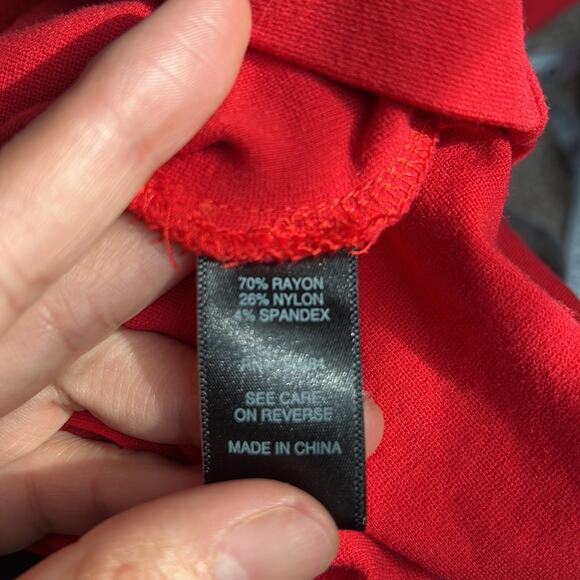 70% RAYON
26% NYLON
4% SPANDEX
SEE CARE
ON REVERSE
MADE IN CHINA